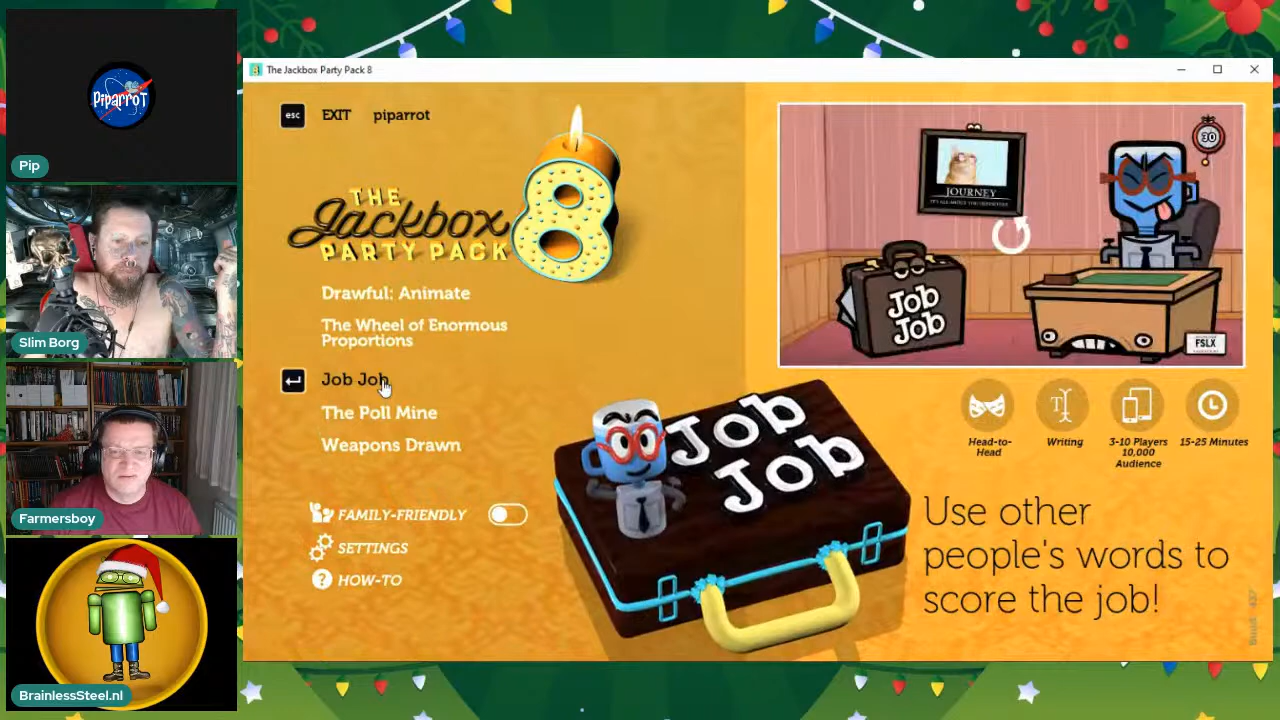 PiparroT
Pip
Slim Borg
Farmersboy
BrainlessSteel.nl
The Jackbox Party Pack 8
esc
EXIT
piparrot
THE
Jackbox
PARTY PACK
8
Drawful: Animate
The Wheel of Enormous
Proportions
Job Job
The Poll Mine
Weapons Drawn
FAMILY-FRIENDLY
SETTINGS
? HOW-TO
Job
Job
JOURNEY
30
Job
Job
FSLX
Head-to-
Head
Writing
3-10 Players
10,000
Audience
15-25 Minutes
Use other
people's words to
score the job!
Build: 437